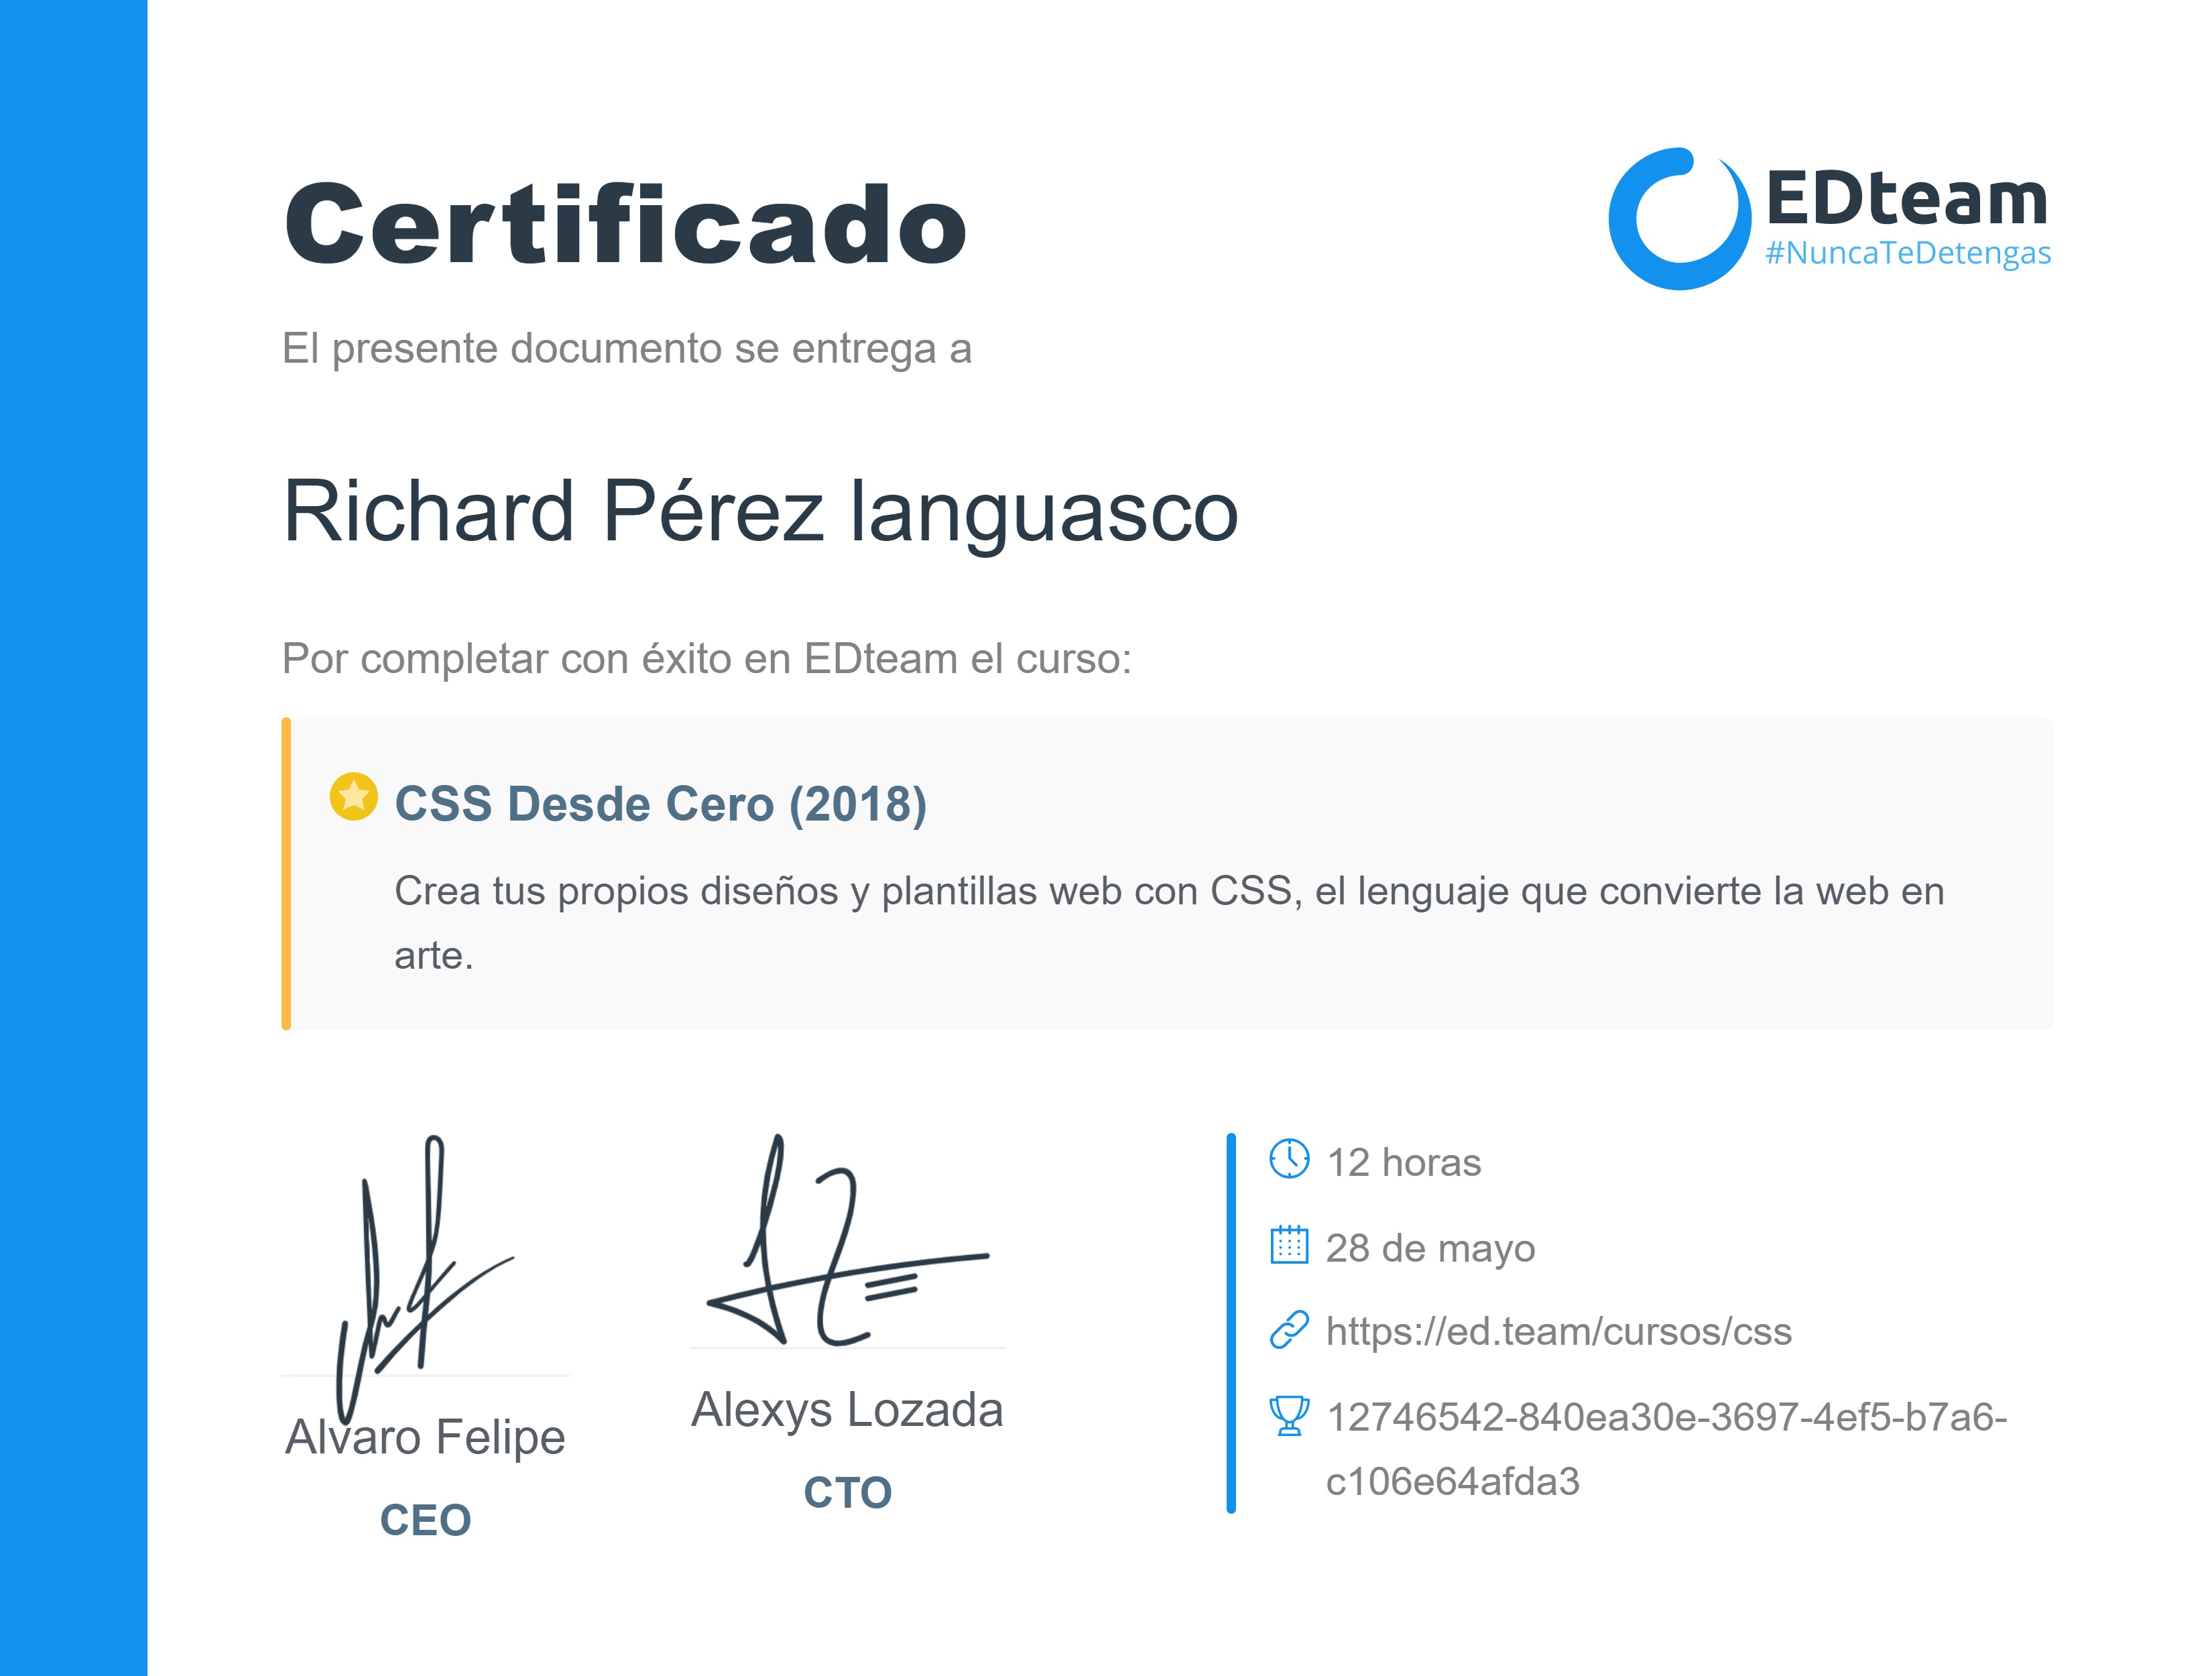 Certificado
EDteam
#NuncaTeDetengas
El presente documento se entrega a
Richard Pérez languasco
Por completar con éxito en EDteam el curso:
CSS Desde Cero (2018)
Crea tus propios diseños y plantillas web con CSS, el lenguaje que convierte la web en
arte.
Alvaro Felipe
CEO
Alexys Lozada
CTO
12 horas
28 de mayo
https://ed.team/cursos/css
12746542-840ea30e-3697-4ef5-b7a6-
c106e64afda3